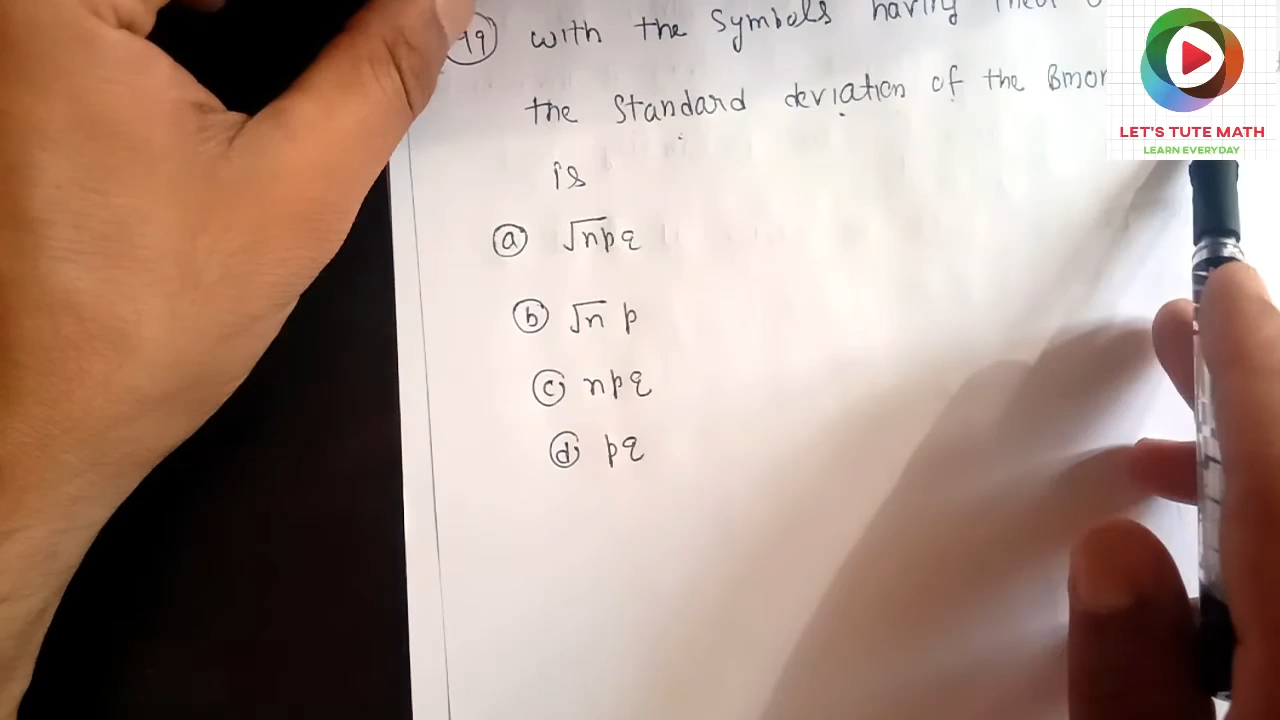 19 with the symbols having
the standard deviation of the
is
a √npq
b √n p
c npq
d pq
LET'S TUTE MATH
LEARN EVERYDAY